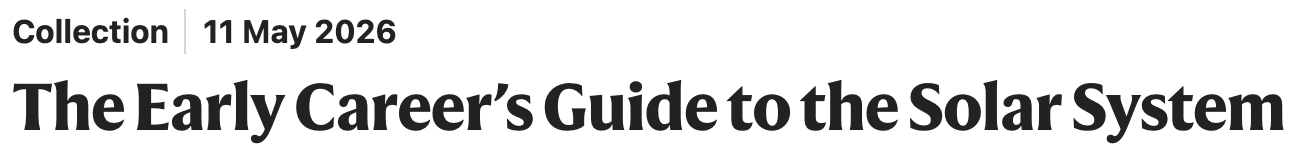 Collection | 11 May 2026
The Early Career’s Guide to the Solar System